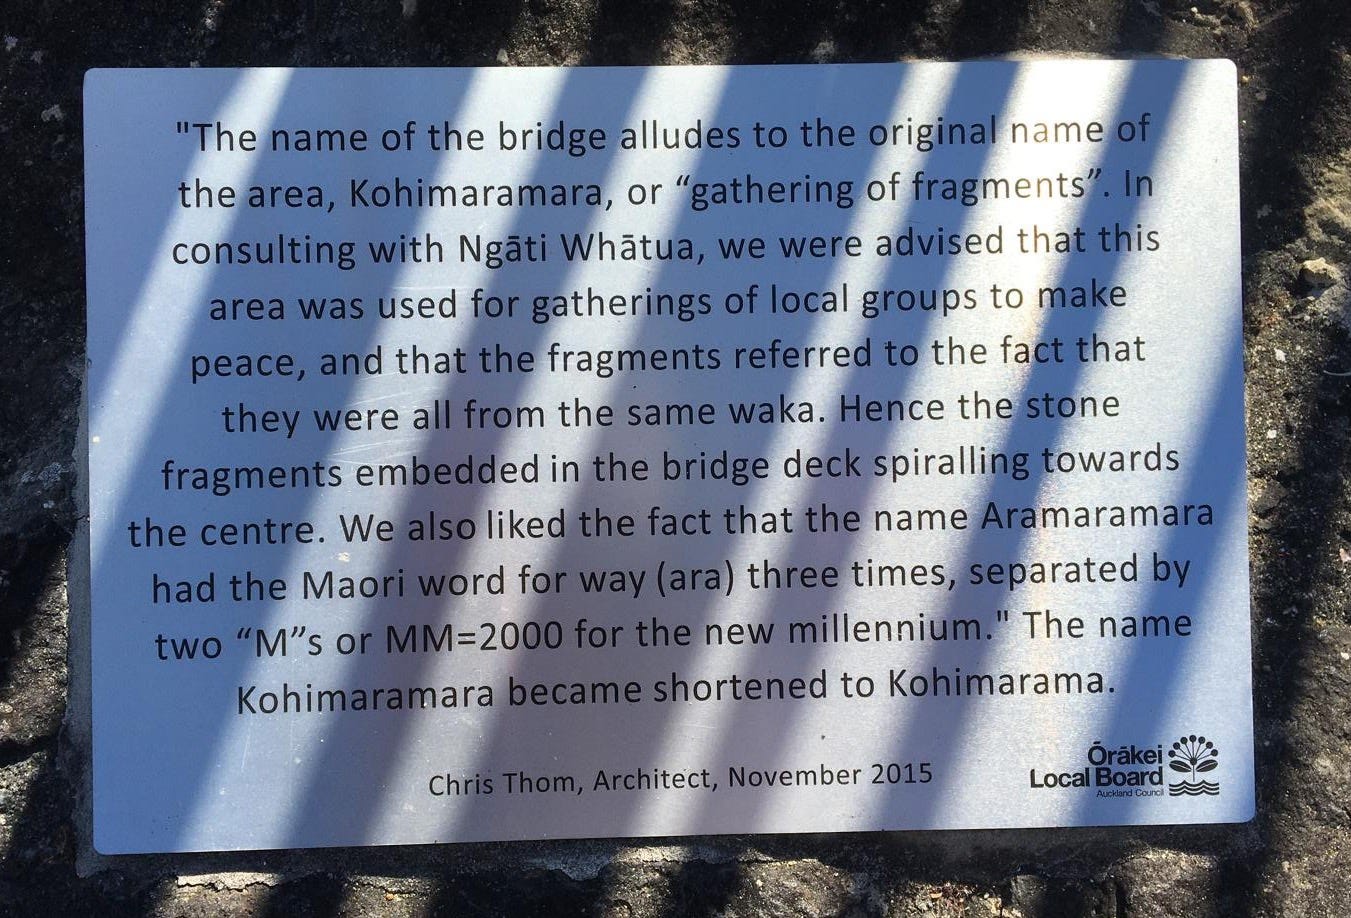 "The name of the bridge alludes to the original name of
the area, Kohimaramara, or “gathering of fragments”. In
consulting with Ngāti Whātua, we were advised that this
area was used for gatherings of local groups to make
peace, and that the fragments referred to the fact that
they were all from the same waka. Hence the stone
fragments embedded in the bridge deck spiralling towards
the centre. We also liked the fact that the name Aramaramara
had the Maori word for way (ara) three times, separated by
two “M”s or MM=2000 for the new millennium." The name
Kohimaramara became shortened to Kohimarama.
Chris Thom, Architect, November 2015
Ōrākei
Local Board
Auckland Council